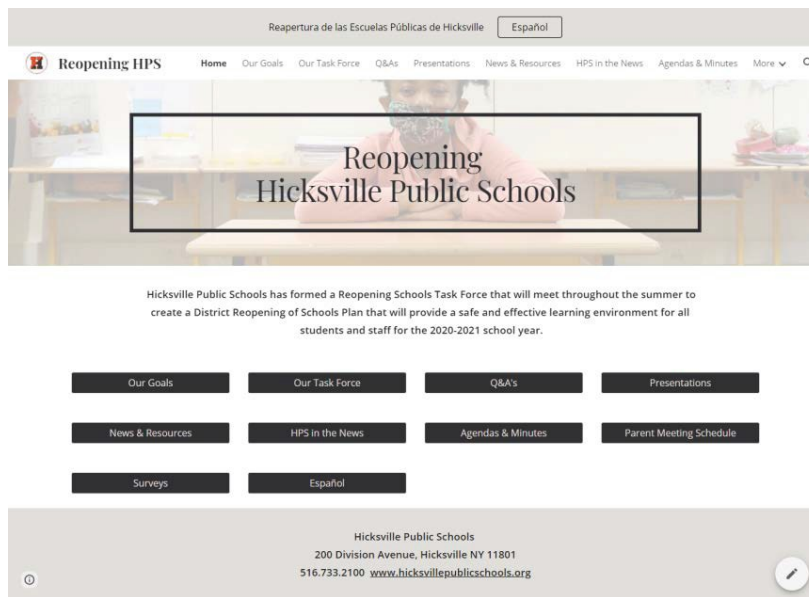 Reapertura de las Escuelas Públicas de Hicksville Español
H Reopening HPS Home Our Goals Our Task Force Q&As Presentations News & Resources HPS in the News Agendas & Minutes More
Reopening
Hicksville Public Schools
Hicksville Public Schools has formed a Reopening Schools Task Force that will meet throughout the summer to
create a District Reopening of Schools Plan that will provide a safe and effective learning environment for all
students and staff for the 2020-2021 school year.
Our Goals Our Task Force Q&A's Presentations
News & Resources HPS in the News Agendas & Minutes Parent Meeting Schedule
Surveys Español
Hicksville Public Schools
200 Division Avenue, Hicksville NY 11801
516.733.2100 www.hicksvillepublicschools.org